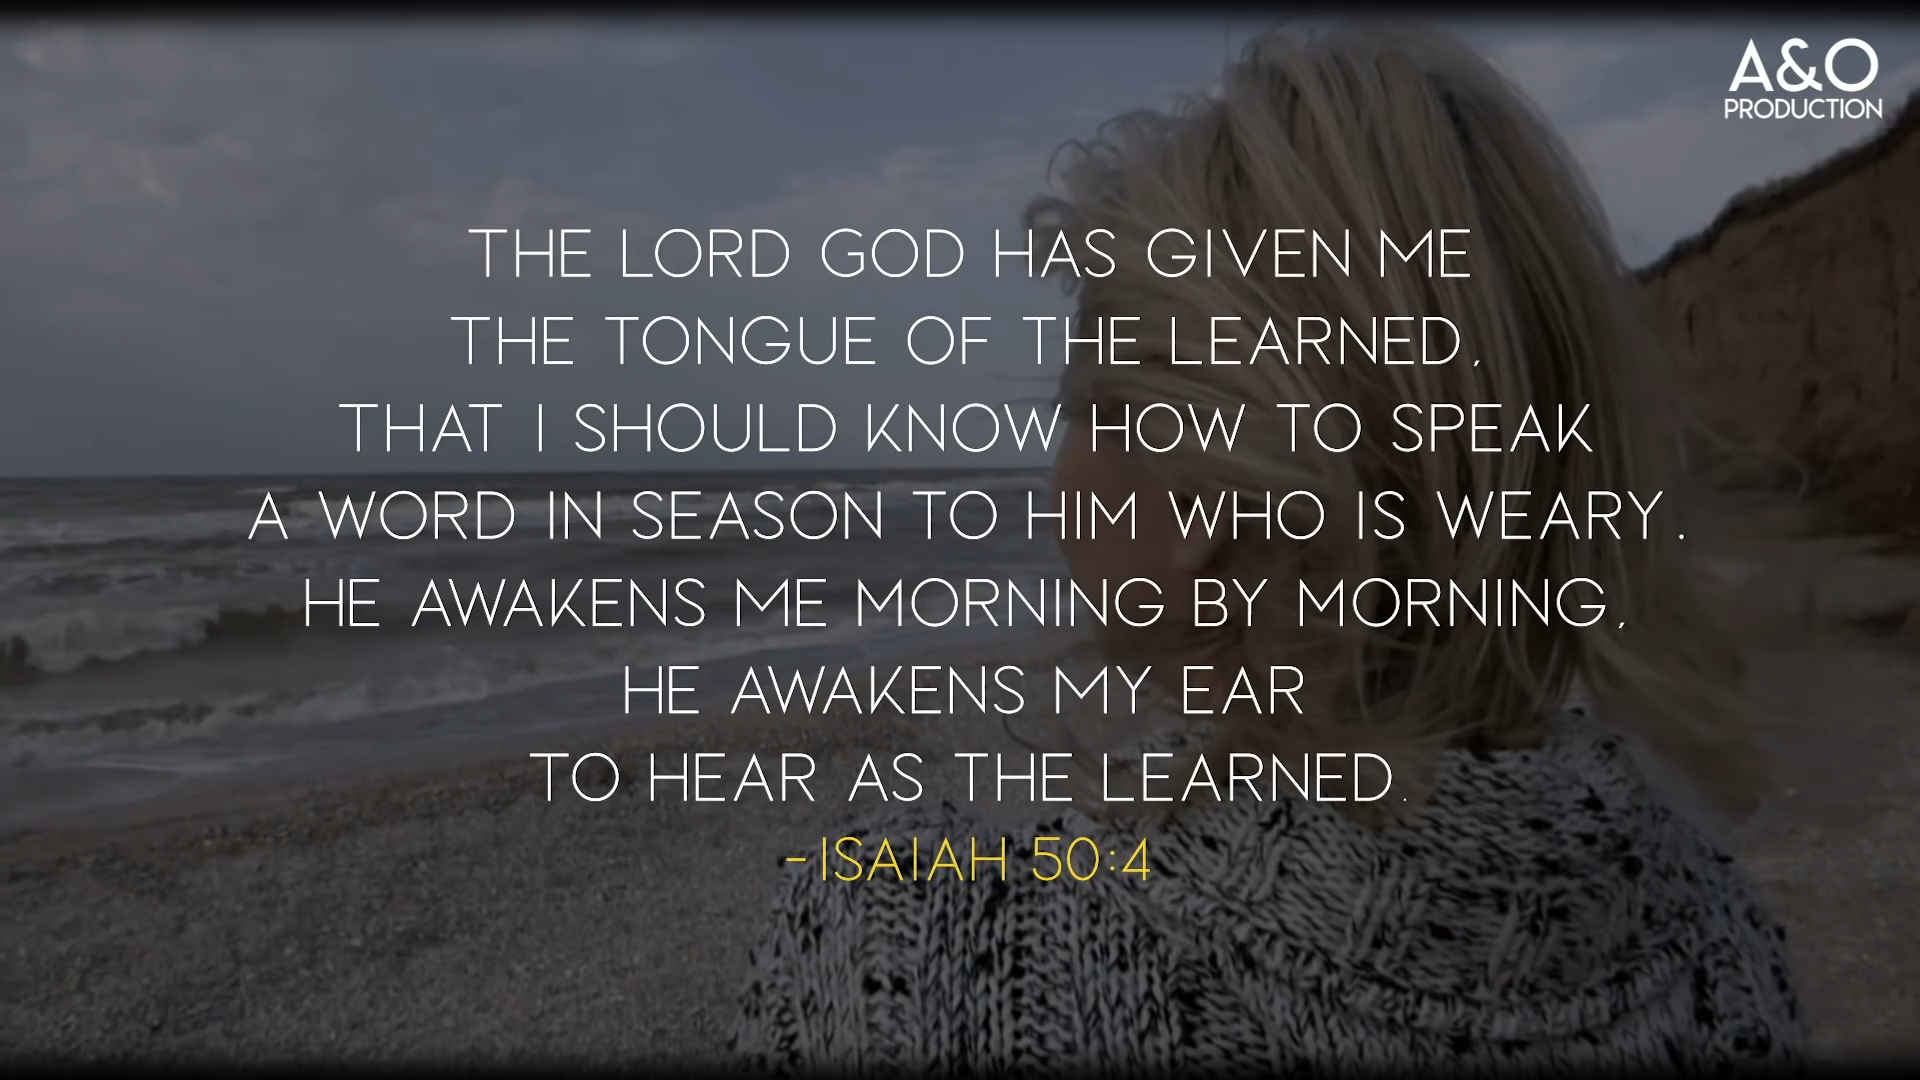 A&O
PRODUCTION
THE LORD GOD HAS GIVEN ME
THE TONGUE OF THE LEARNED,
THAT I SHOULD KNOW HOW TO SPEAK
A WORD IN SEASON TO HIM WHO IS WEARY.
HE AWAKENS ME MORNING BY MORNING,
HE AWAKENS MY EAR
TO HEAR AS THE LEARNED.
-ISAIAH 50:4